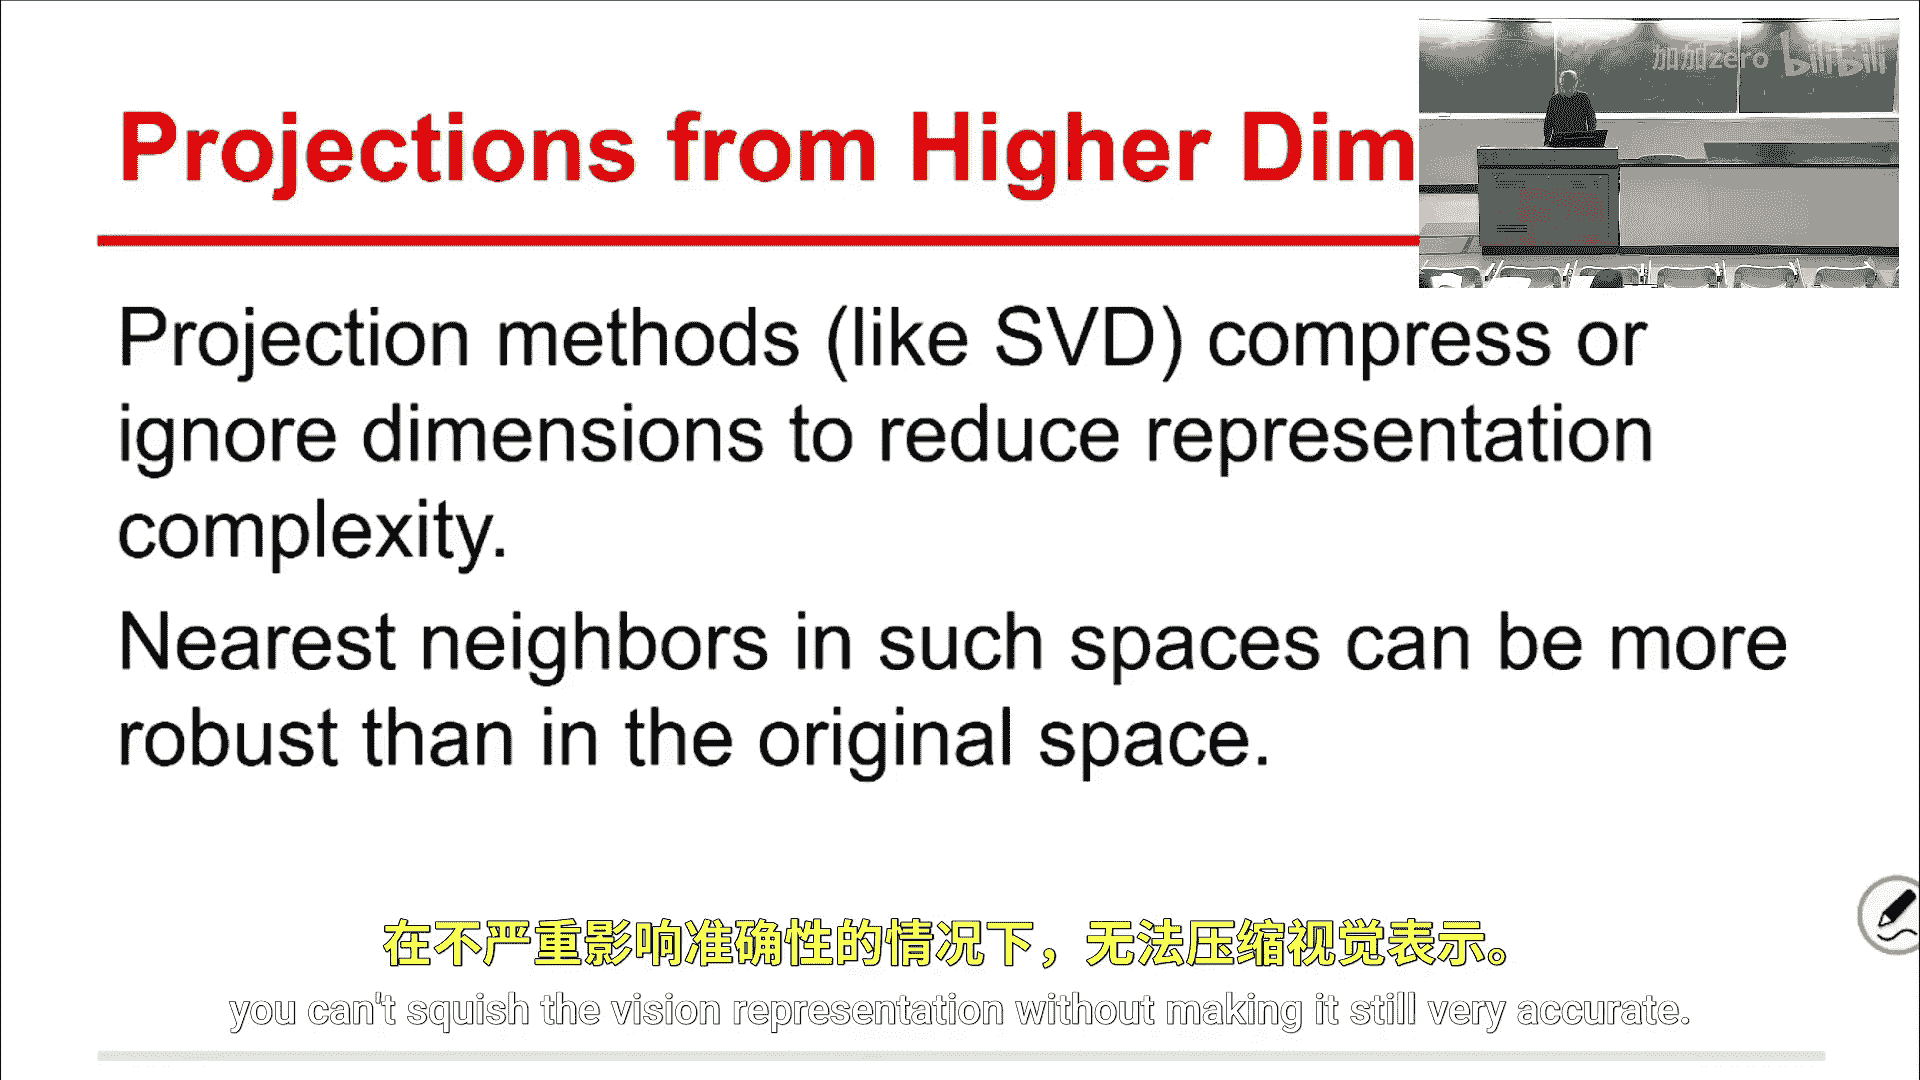 加加zero bilibili
Projections from Higher Dim
Projection methods (like SVD) compress or
ignore dimensions to reduce representation
complexity.
Nearest neighbors in such spaces can be more
robust than in the original space.
在不严重影响准确性的情况下，无法压缩视觉表示。
you can't squish the vision representation without making it still very accurate.